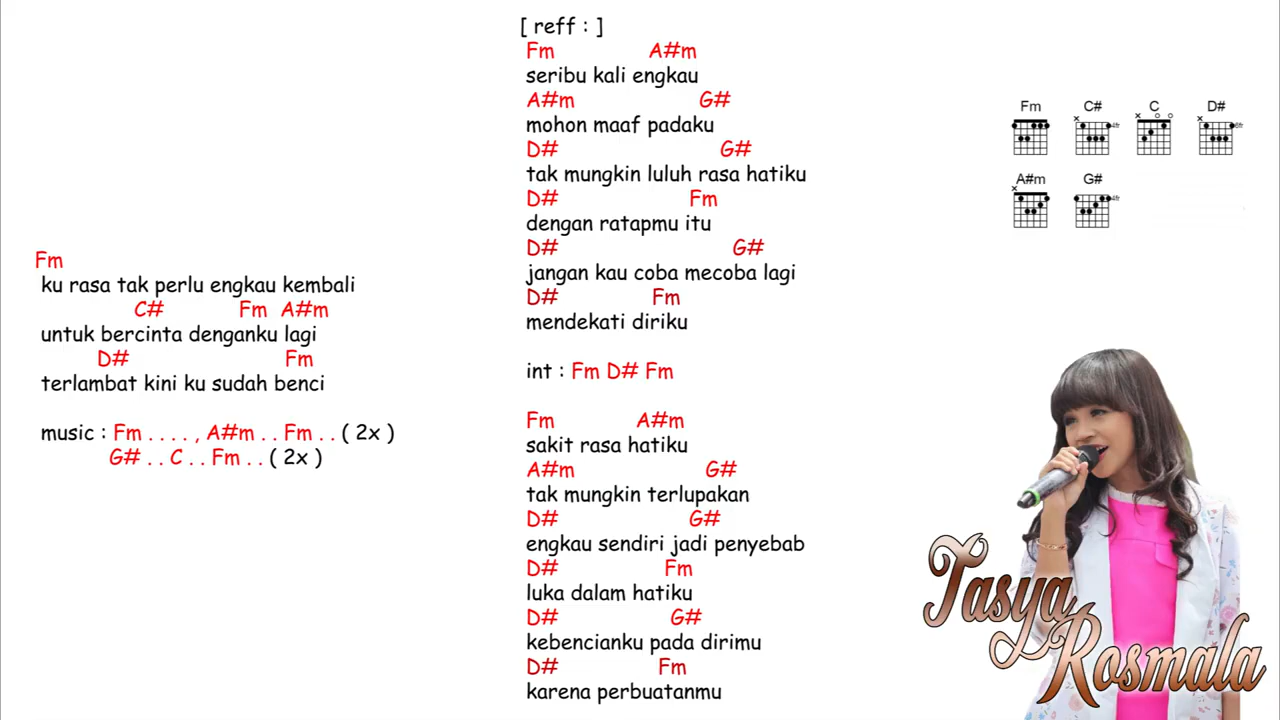 Fm
ku rasa tak perlu engkau kembali
C# Fm A#m
untuk bercinta denganku lagi
D# Fm
terlambat kini ku sudah benci
music : Fm . . . . , A#m . . Fm . . ( 2x )
G# . . C . . Fm . . ( 2x )
[ reff : ]
Fm A#m
seribu kali engkau
A#m G#
mohon maaf padaku
D# G#
tak mungkin luluh rasa hatiku
D# Fm
dengan ratapmu itu
D# G#
jangan kau coba mecoba lagi
D# Fm
mendekati diriku
int : Fm D# Fm
Fm A#m
sakit rasa hatiku
A#m G#
tak mungkin terlupakan
D# G#
engkau sendiri jadi penyebab
D# Fm
luka dalam hatiku
D# G#
kebencianku pada dirimu
D# Fm
karena perbuatanmu
Fm C# C D#
4fr 6fr
A#m G#
4fr
Tasya
Rosmala